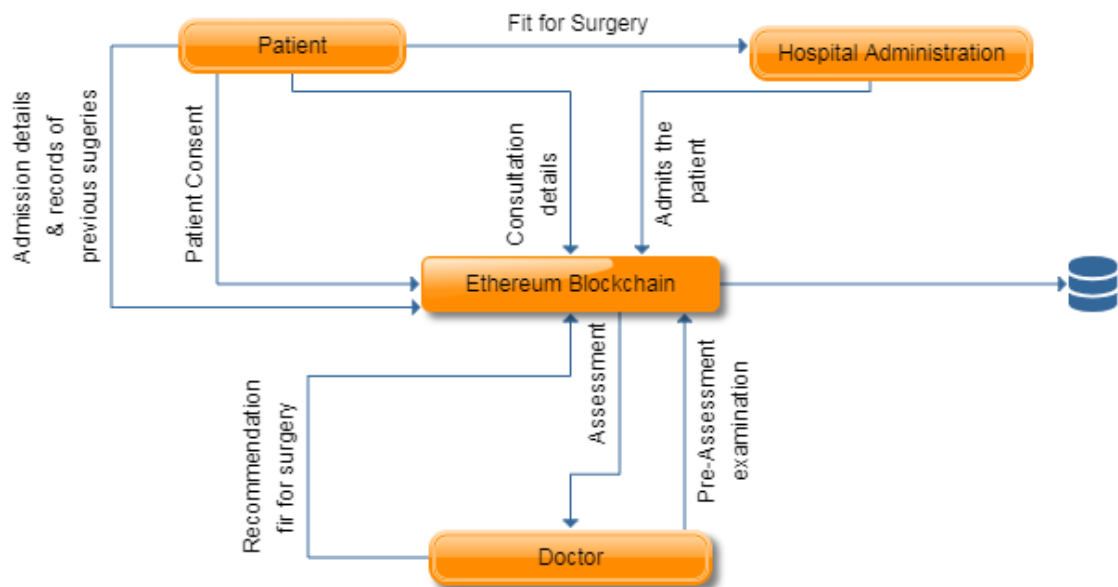 Fit for Surgery
Patient
Hospital Administration
Admission details
& records of
previous sugeries
Patient Consent
Consultation
details
Admits the
patient
Ethereum Blockchain
Recommendation
fir for surgery
Assessment
Pre-Assessment
examination
Doctor